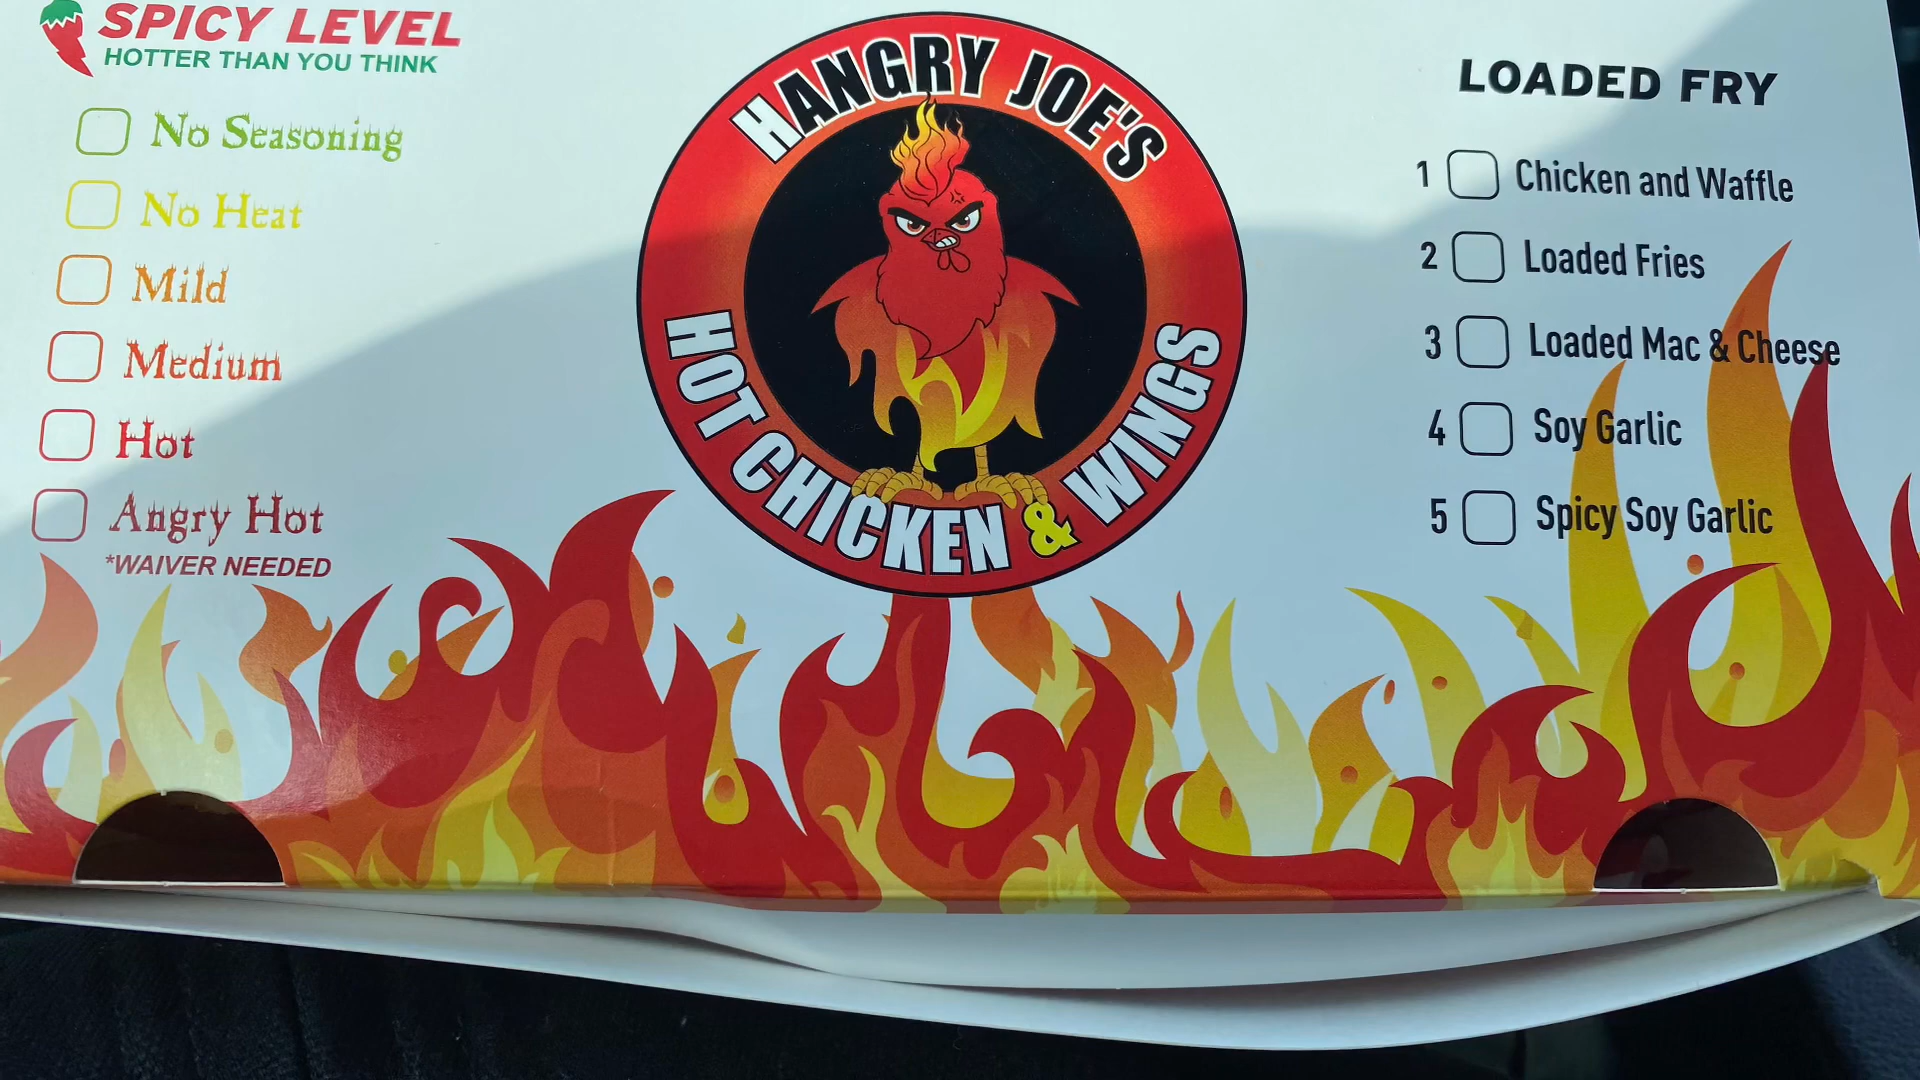 SPICY LEVEL
HOTTER THAN YOU THINK
No Seasoning
No Heat
Mild
Medium
Hot
Angry Hot
*WAIVER NEEDED
HANGRY JOE'S
HOT CHICKEN & WINGS
LOADED FRY
1 Chicken and Waffle
2 Loaded Fries
3 Loaded Mac & Cheese
4 Soy Garlic
5 Spicy Soy Garlic